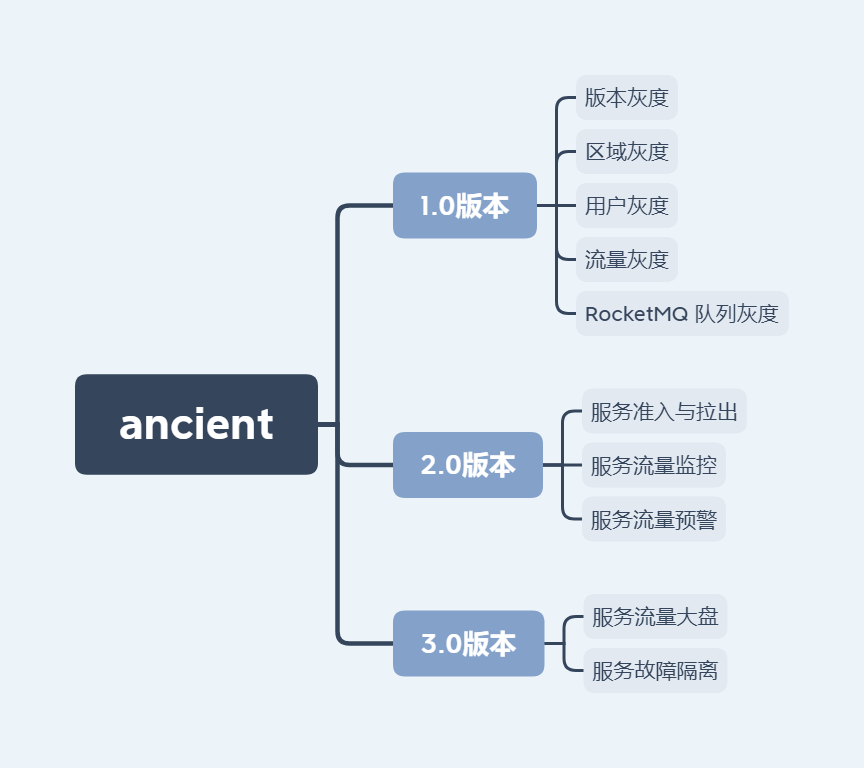 ancient
1.0版本
版本灰度
区域灰度
用户灰度
流量灰度
RocketMQ 队列灰度
2.0版本
服务准入与拉出
服务流量监控
服务流量预警
3.0版本
服务流量大盘
服务故障隔离